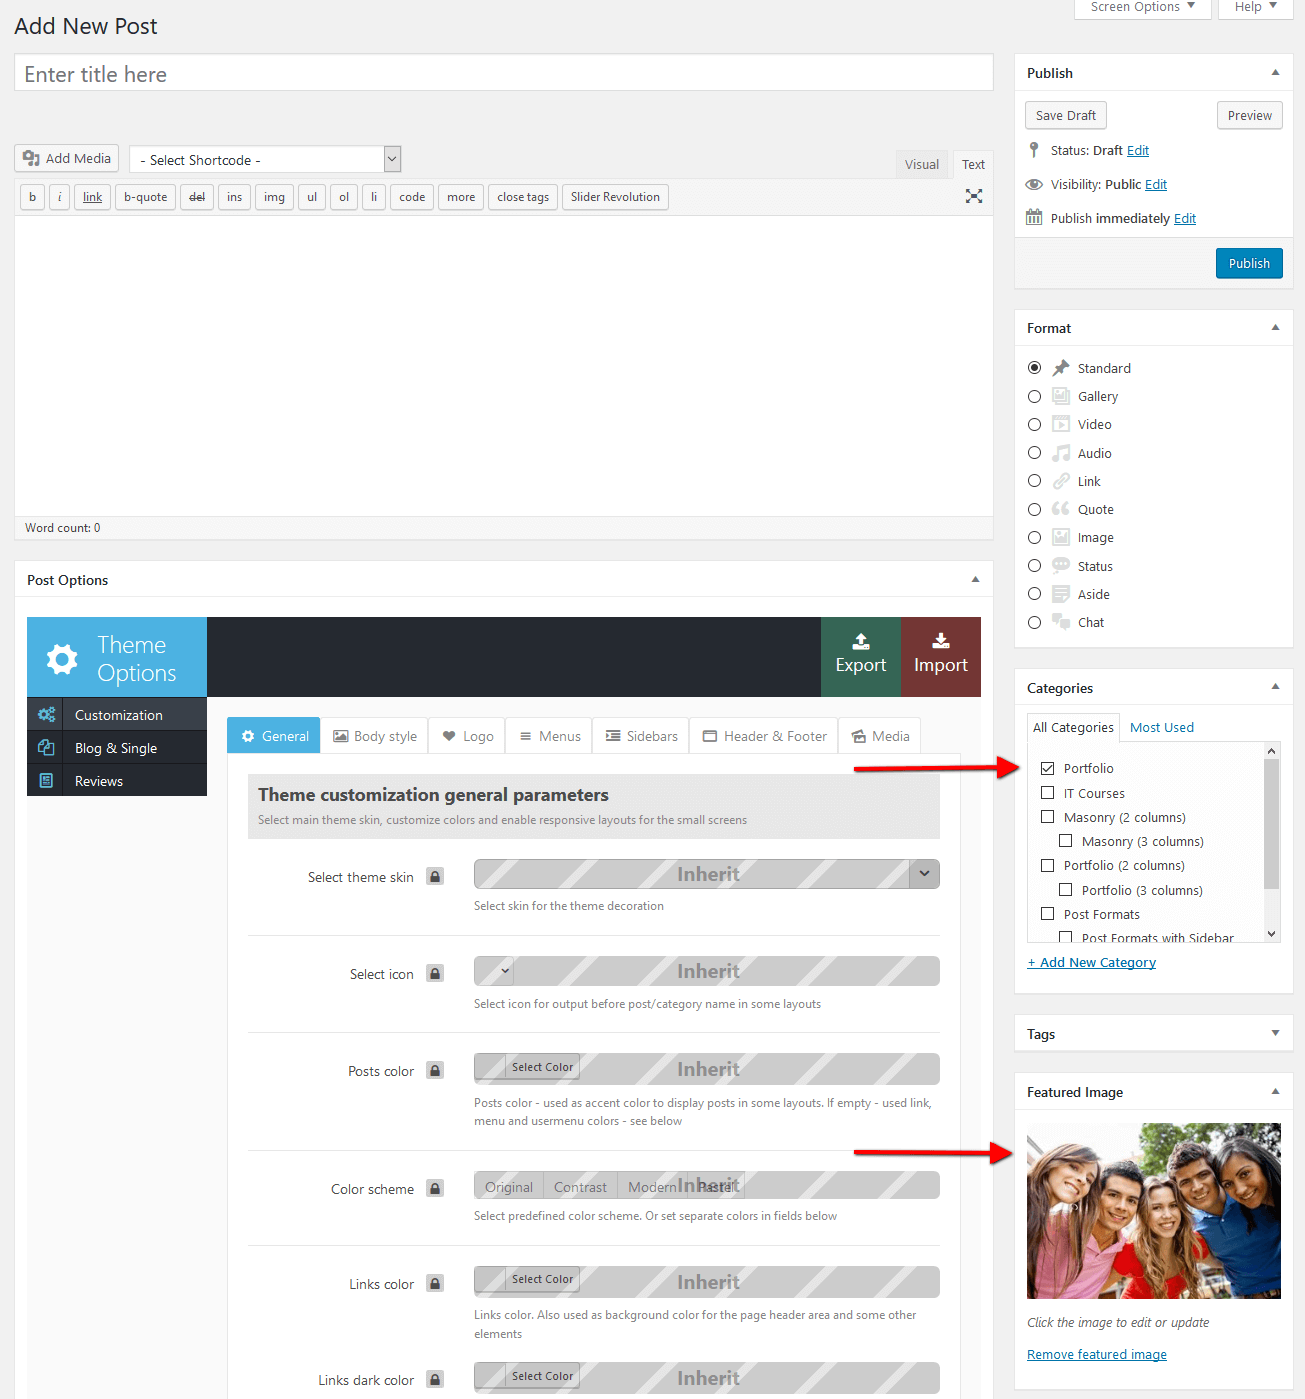 Screen Options
Help
Add New Post
Enter title here
Add Media
- Select Shortcode -
Visual
Text
b
i
link
b-quote
del
ins
img
ul
ol
li
code
more
close tags
Slider Revolution
Word count: 0
Post Options
Theme
Options
Export
Import
Customization
Blog & Single
Reviews
General
Body style
Logo
Menus
Sidebars
Header & Footer
Media
Theme customization general parameters
Select main theme skin, customize colors and enable responsive layouts for the small screens
Select theme skin
Inherit
Select skin for the theme decoration
Select icon
Inherit
Select icon for output before post/category name in some layouts
Posts color
Select Color
Inherit
Posts color - used as accent color to display posts in some layouts. If empty - used link,
menu and usermenu colors - see below
Color scheme
Original
Contrast
Modern
Pastel
Inherit
Select predefined color scheme. Or set separate colors in fields below
Links color
Select Color
Inherit
Links color. Also used as background color for the page header area and some other
elements
Links dark color
Select Color
Inherit
Publish
Save Draft
Preview
Status: Draft Edit
Visibility: Public Edit
Publish immediately Edit
Publish
Format
Standard
Gallery
Video
Audio
Link
Quote
Image
Status
Aside
Chat
Categories
All Categories
Most Used
Portfolio
IT Courses
Masonry (2 columns)
Masonry (3 columns)
Portfolio (2 columns)
Portfolio (3 columns)
Post Formats
Post Formats with Sidebar
+ Add New Category
Tags
Featured Image
Click the image to edit or update
Remove featured image